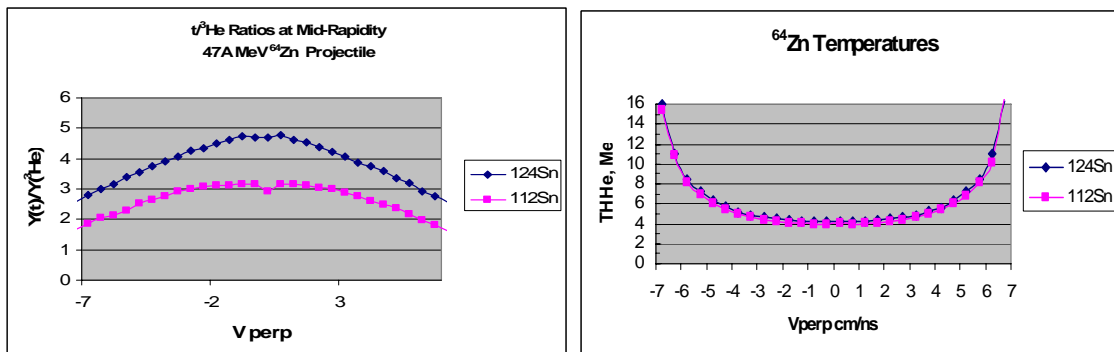 t/³He Ratios at Mid-Rapidity
47A MeV ⁶⁴Zn Projectile
Y(t)/Y(³He)
6
5
4
3
2
1
0
-7 -2 3
V perp
124Sn
112Sn
⁶⁴Zn Temperatures
THHe, Me
16
14
12
10
8
6
4
2
0
-7 -6 -5 -4 -3 -2 -1 0 1 2 3 4 5 6 7
Vperp cm/ns
124Sn
112Sn